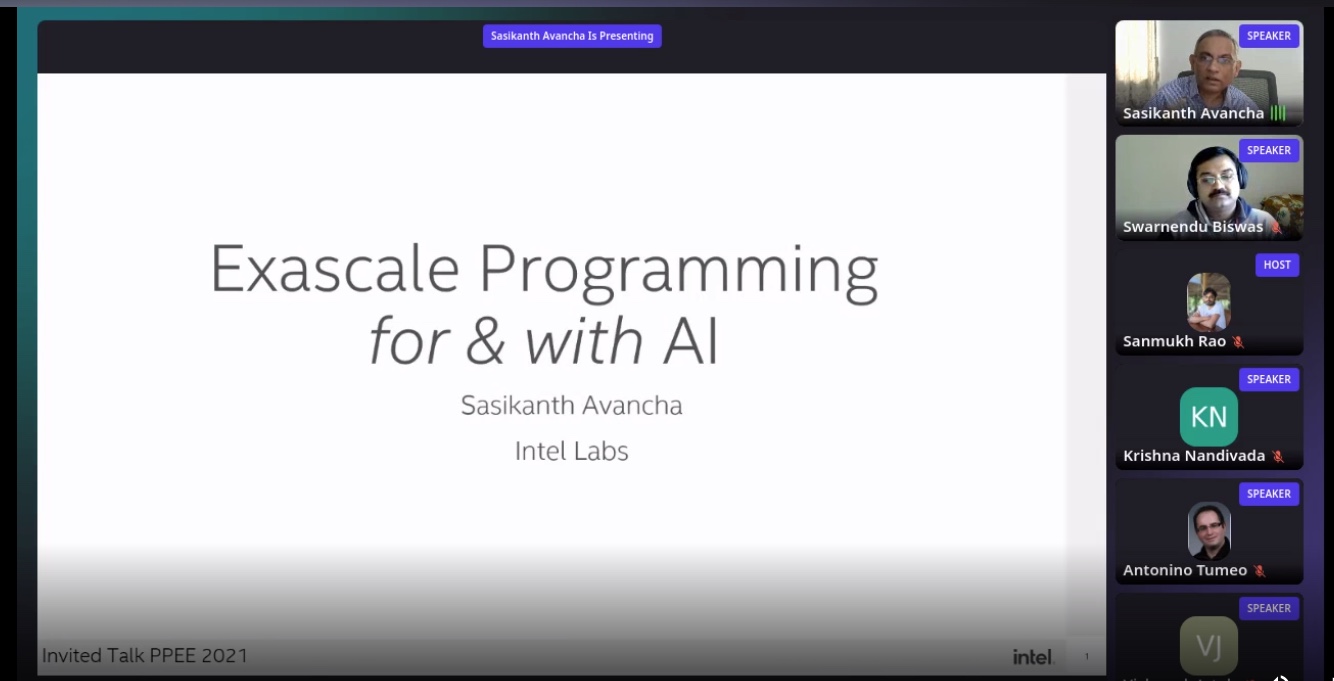 Sasikanth Avancha Is Presenting
Exascale Programming
for & with AI
Sasikanth Avancha
Intel Labs
Invited Talk PPEE 2021
intel.
1
SPEAKER
Sasikanth Avancha
SPEAKER
Swarnendu Biswas
HOST
Sanmukh Rao
SPEAKER
KN
Krishna Nandivada
SPEAKER
Antonino Tumeo
SPEAKER
VJ